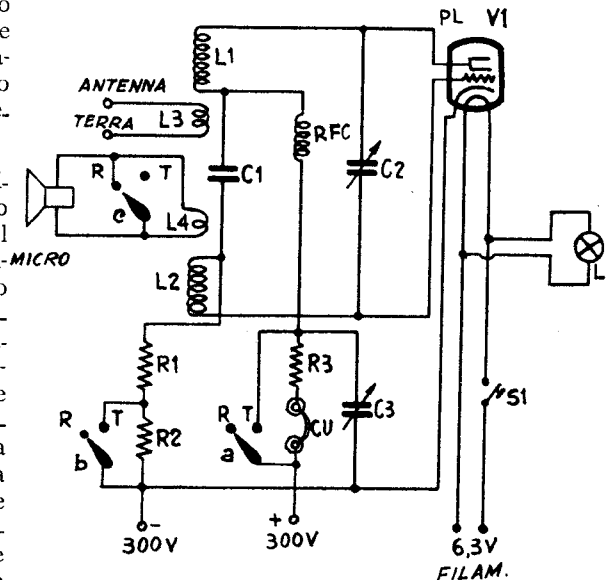 PL V1
L1
ANTENNA
L3
TERRA
RFC
R T
C1
C2
c
L4
MICRO
L2
L
R1
R3
T
R T
C3
S1
R
R2
CU
b
a
- +
300V 300V
6,3V
FILAM.